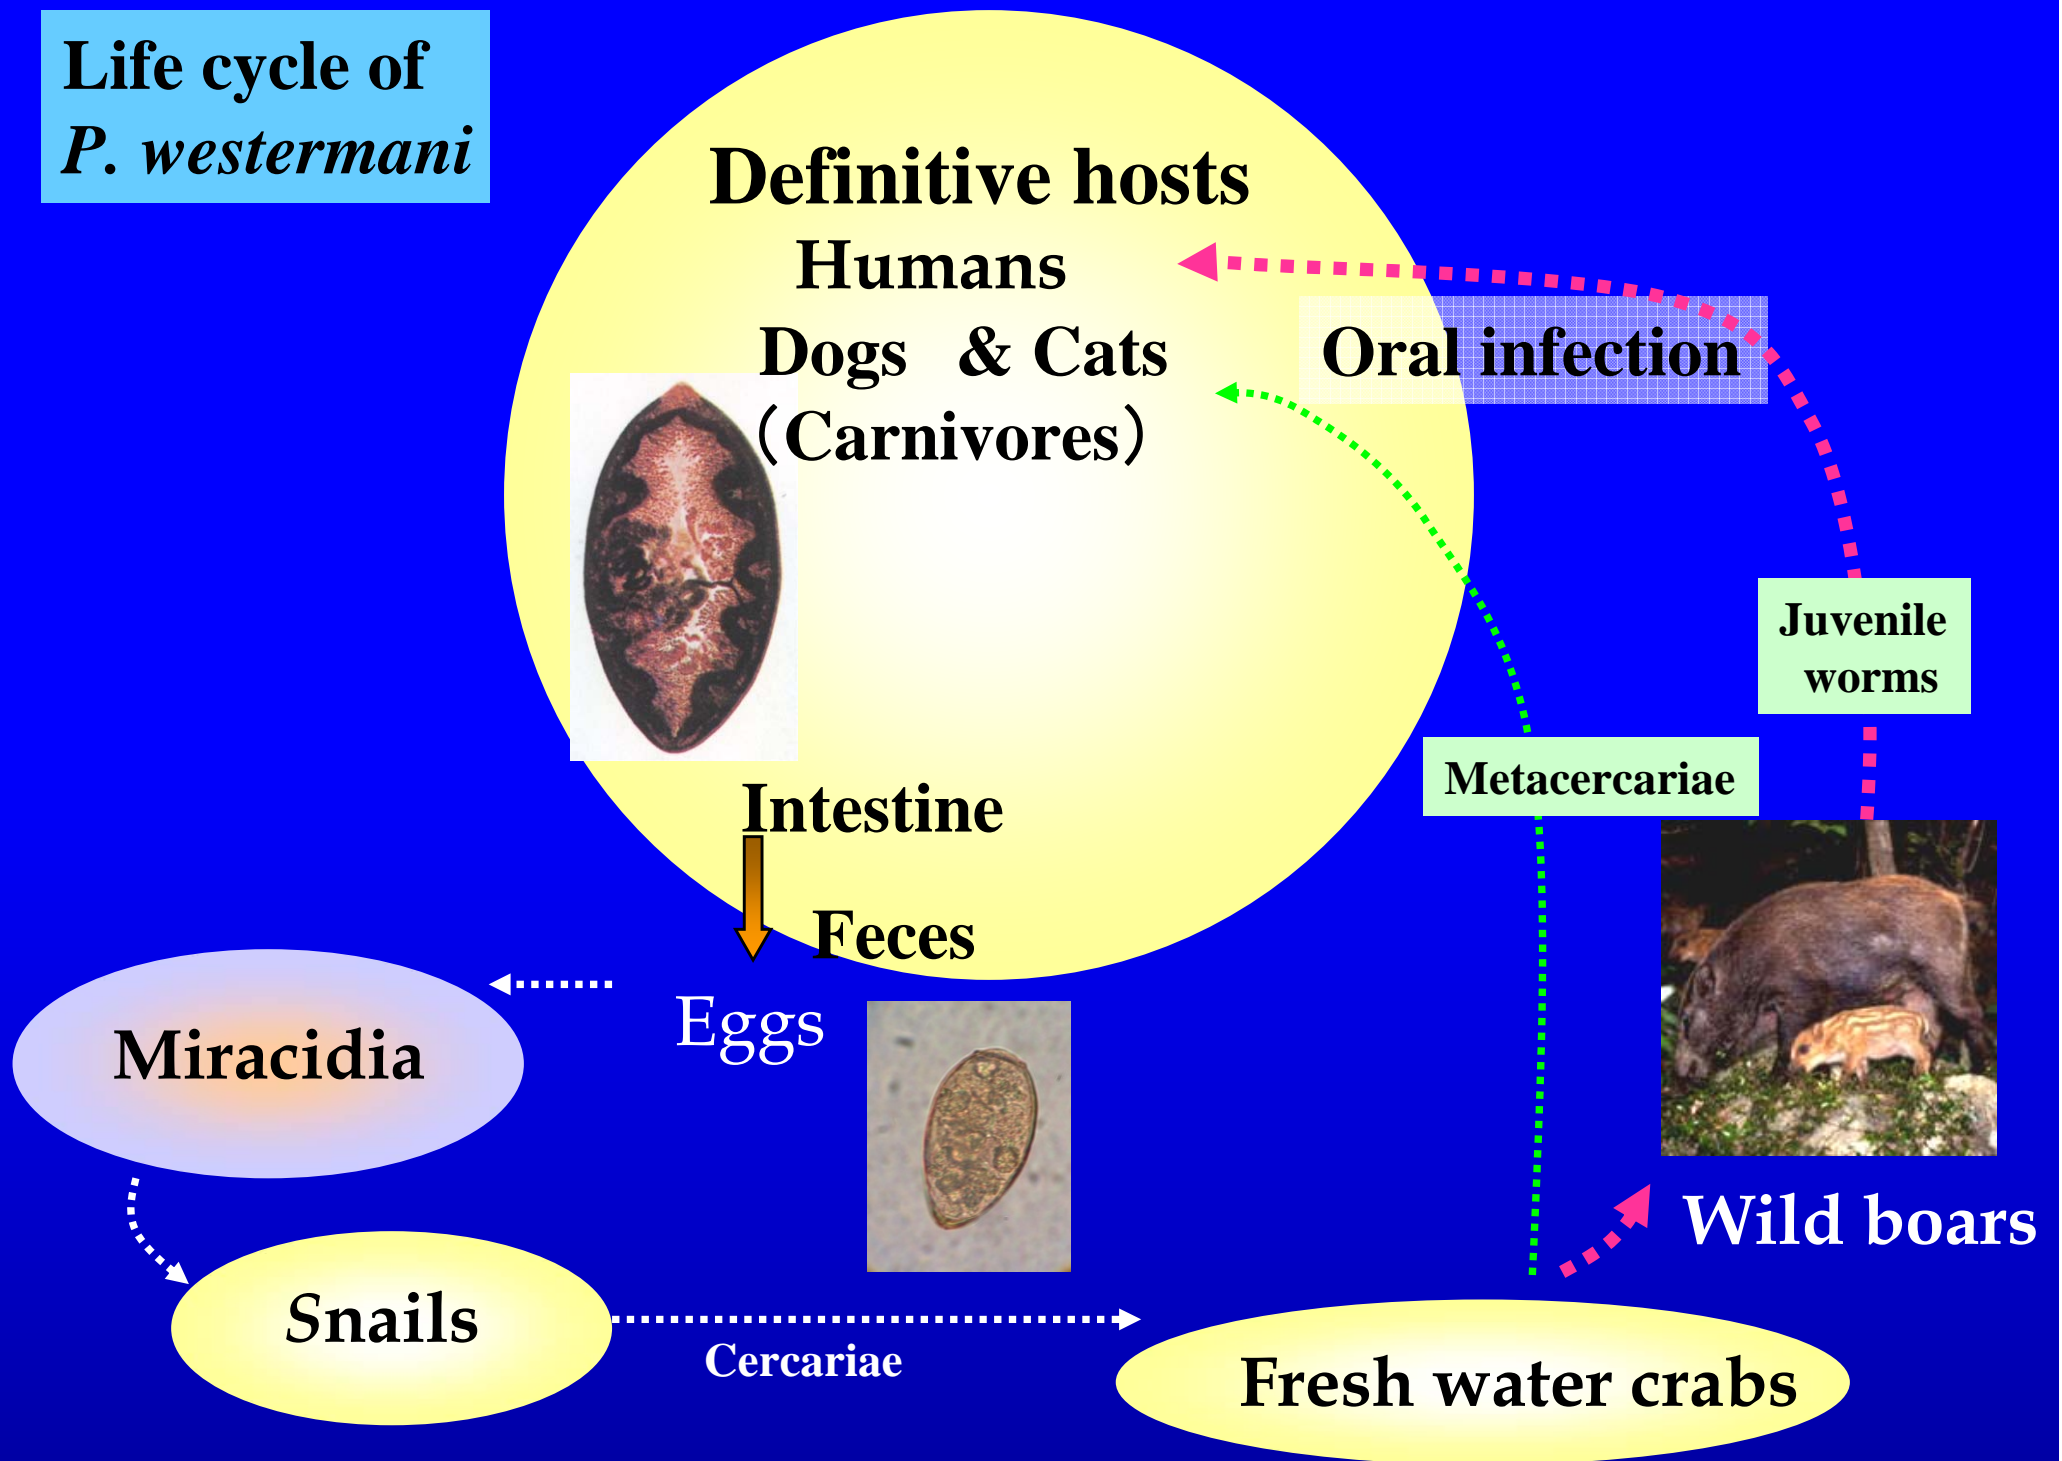 Life cycle of
P. westermani
Definitive hosts
Humans
Dogs & Cats
（Carnivores）
Oral infection
Juvenile
worms
Metacercariae
Intestine
Feces
Eggs
Miracidia
Wild boars
Snails
Cercariae
Fresh water crabs